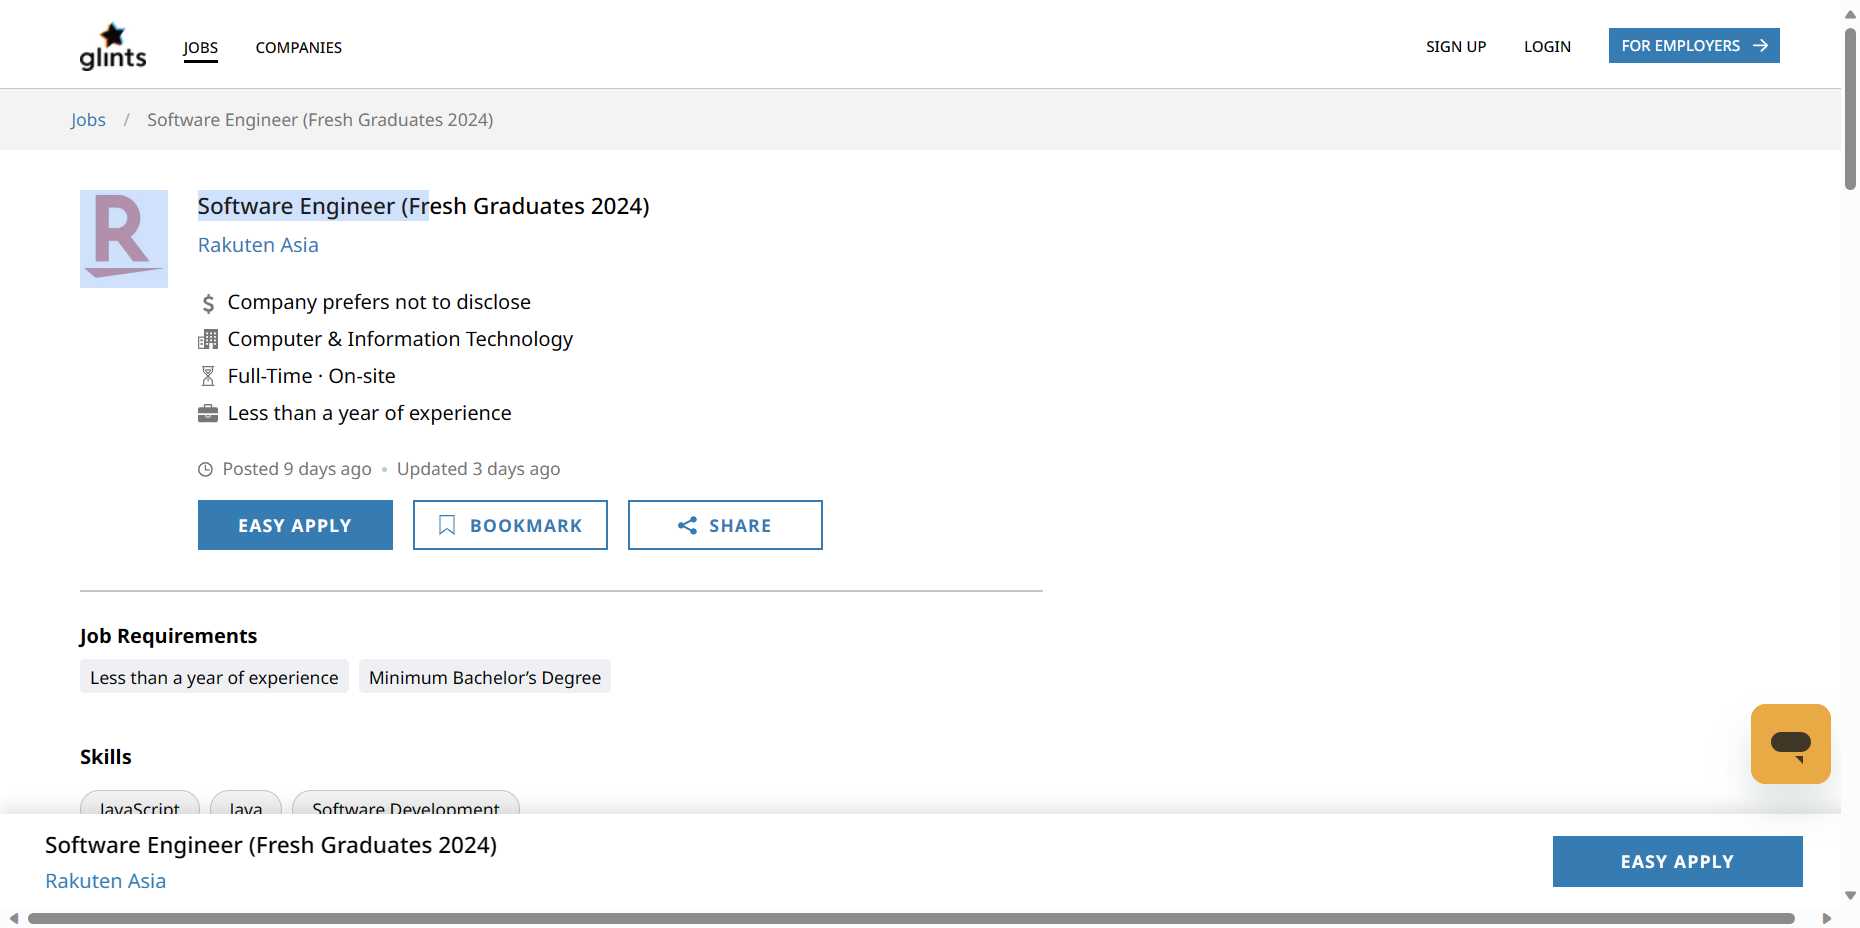 glints
JOBS
COMPANIES
SIGN UP
LOGIN
FOR EMPLOYERS
Jobs / Software Engineer (Fresh Graduates 2024)
R
Software Engineer (Fresh Graduates 2024)
Rakuten Asia
$ Company prefers not to disclose
Computer & Information Technology
Full-Time · On-site
Less than a year of experience
Posted 9 days ago • Updated 3 days ago
EASY APPLY
BOOKMARK
SHARE
Job Requirements
Less than a year of experience
Minimum Bachelor’s Degree
Skills
JavaScript
Java
Software Development
Software Engineer (Fresh Graduates 2024)
Rakuten Asia
EASY APPLY